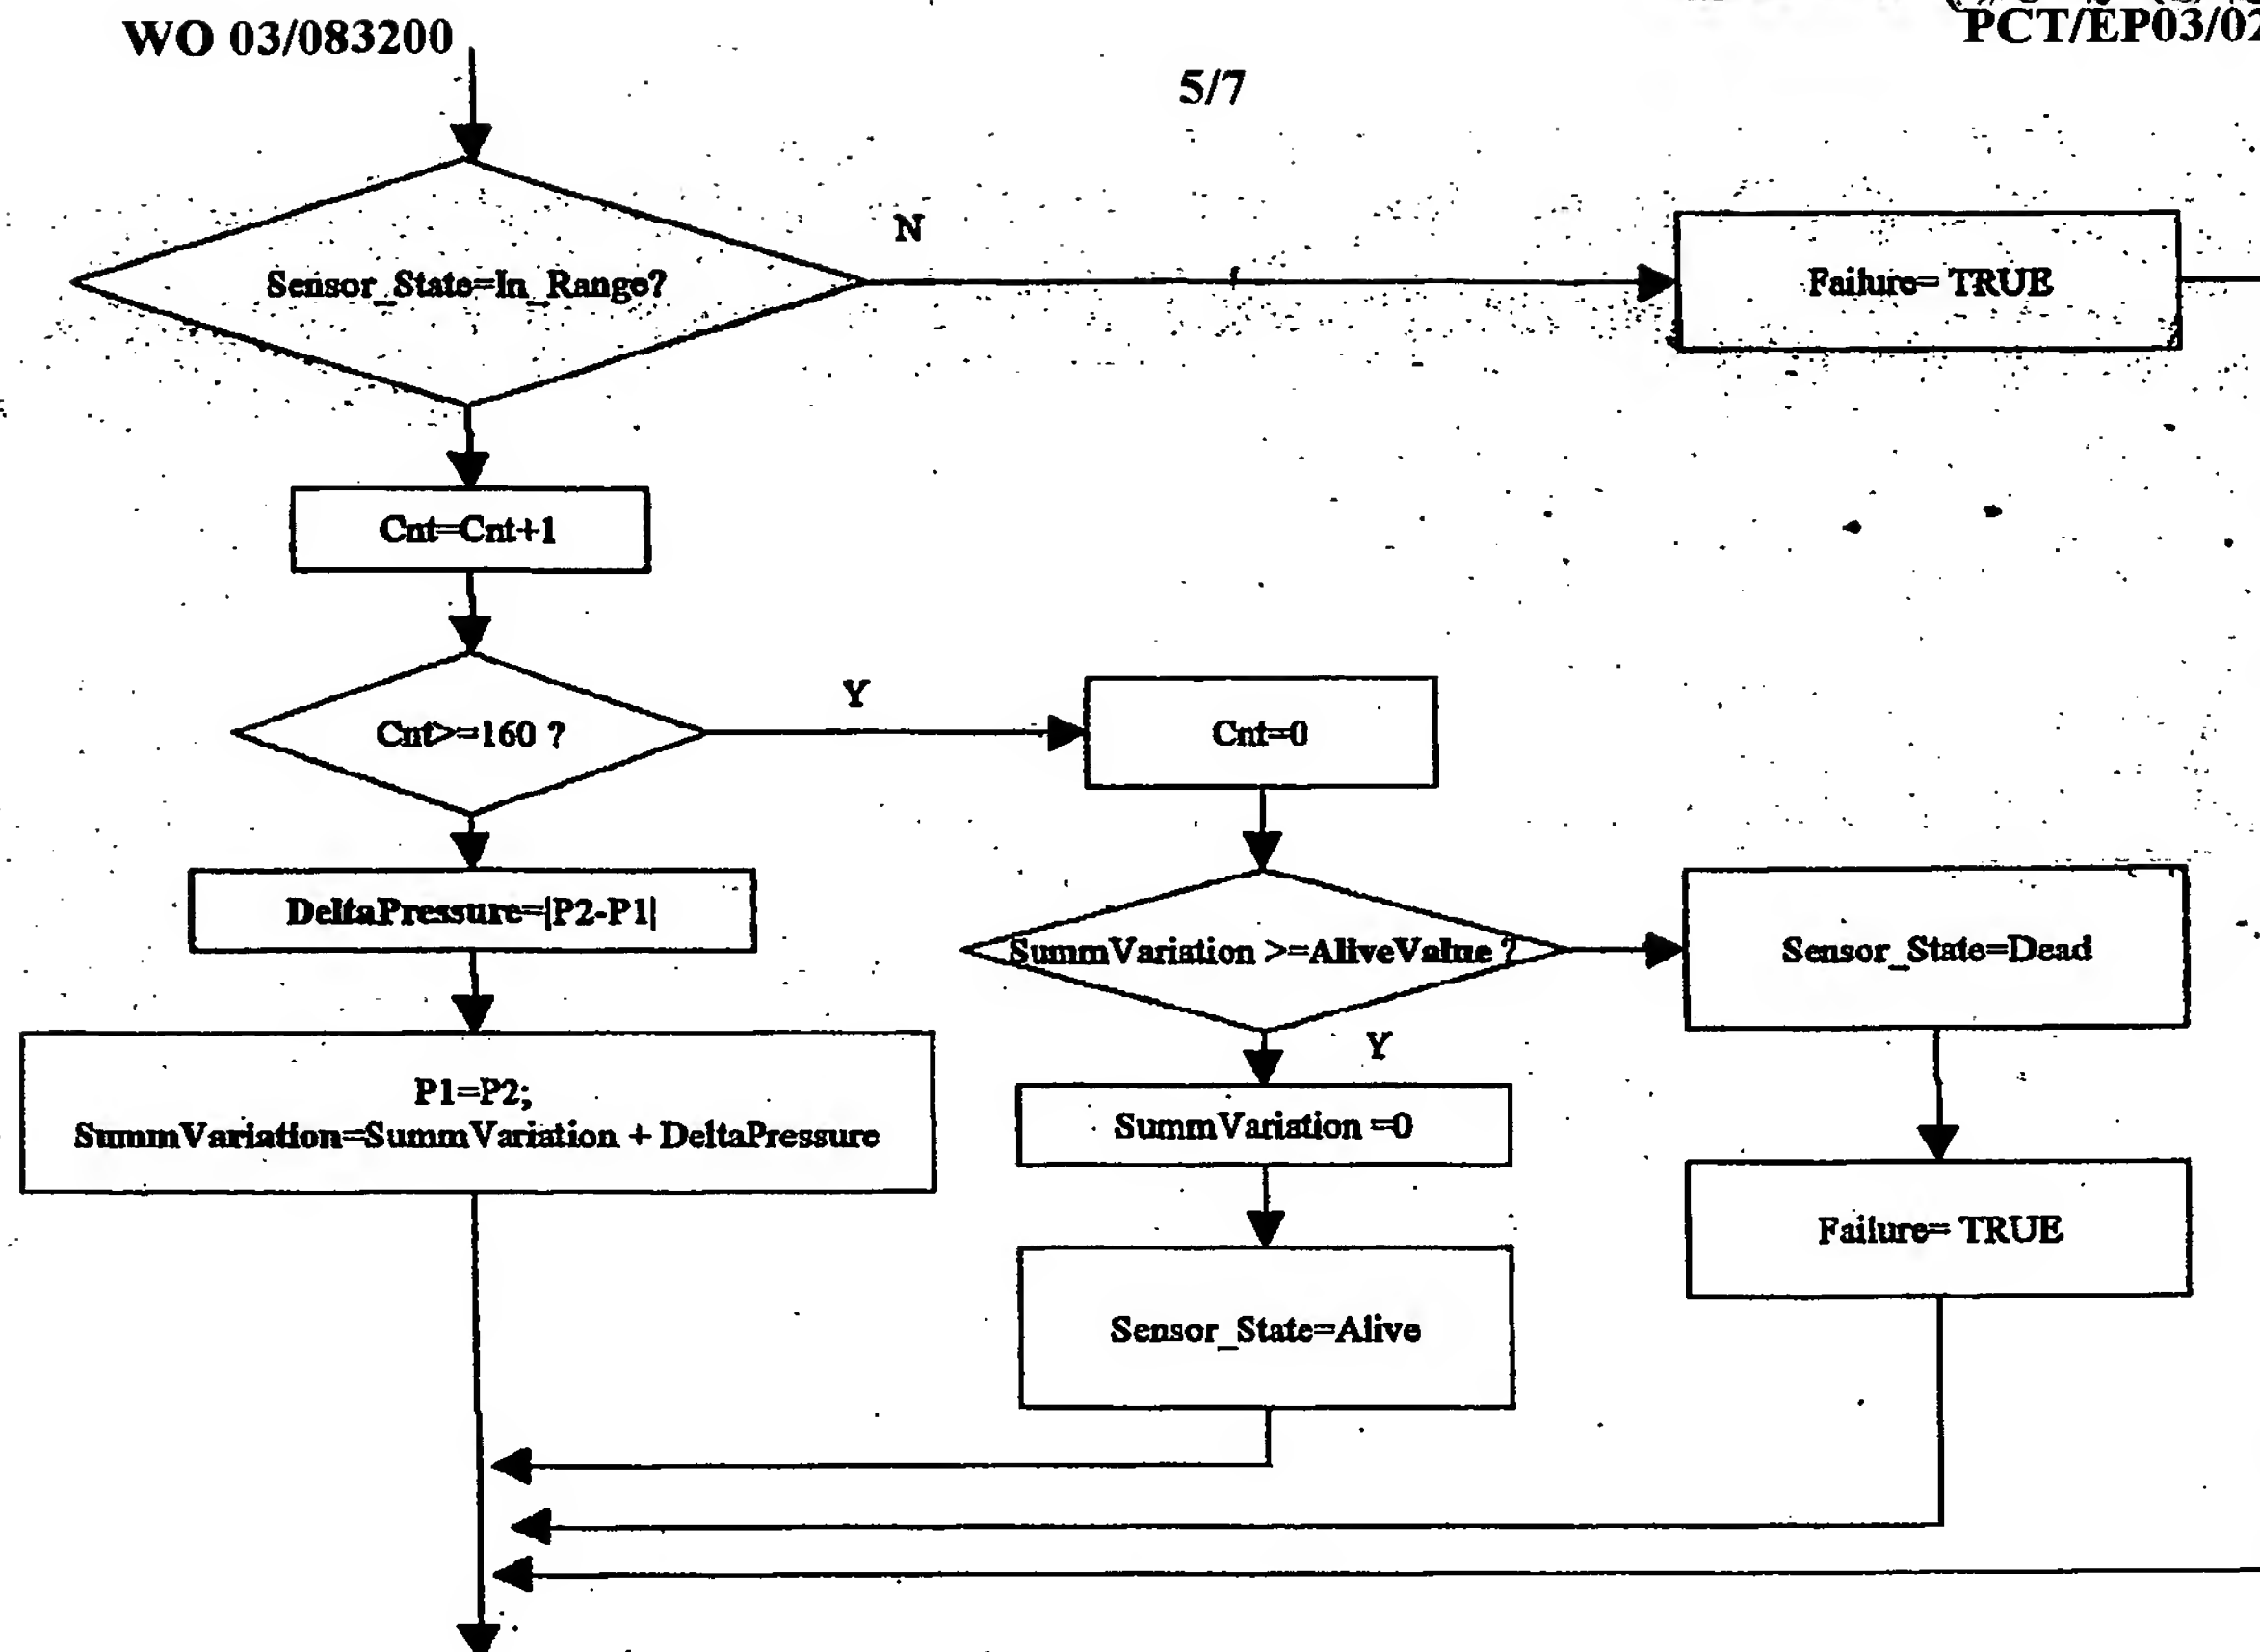 WO 03/083200
PCT/EP03/02
5/7
N
Sensor_State=In_Range?
Failure= TRUE
Cnt=Cnt+1
Y
Cnt>=160 ?
Cnt=0
DeltaPressure=|P2-P1|
SummVariation >=AliveValue ?
Sensor_State=Dead
Y
P1=P2;
SummVariation=SummVariation + DeltaPressure
SummVariation =0
Failure= TRUE
Sensor_State=Alive